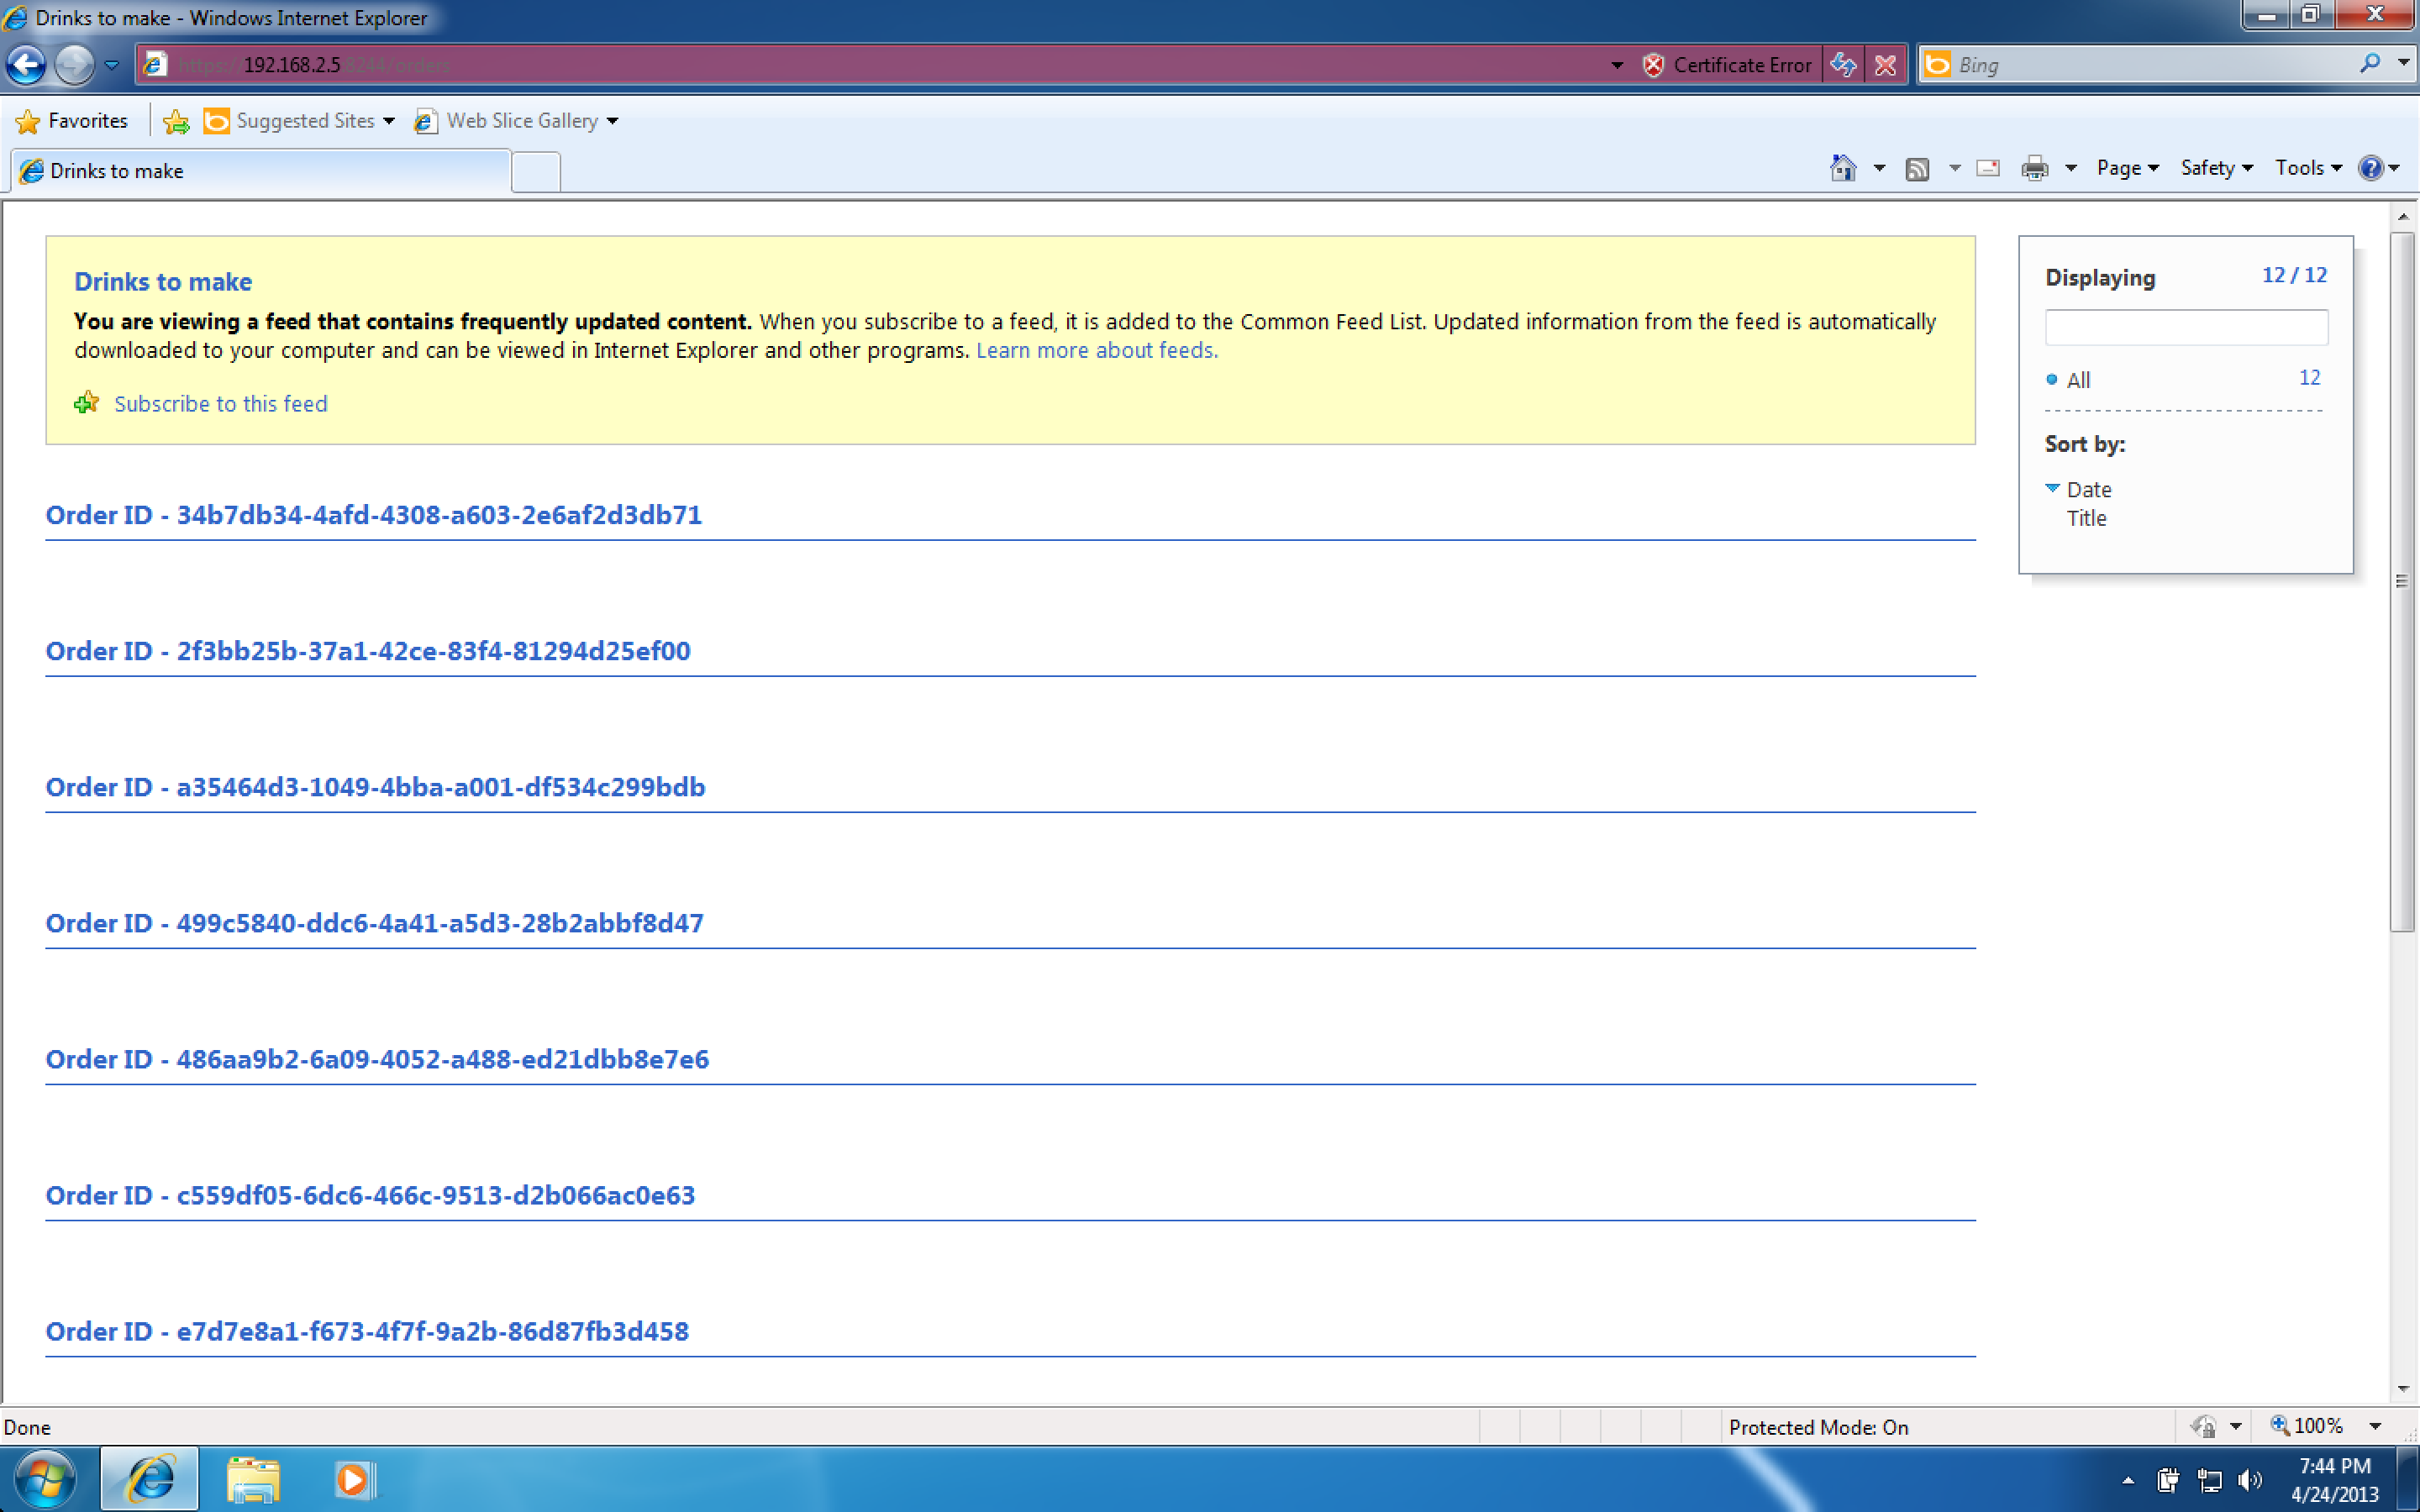 Drinks to make - Windows Internet Explorer
https://192.168.2.5:8244/orders
Certificate Error
Bing
Favorites
Suggested Sites
Web Slice Gallery
Drinks to make
Page
Safety
Tools
Drinks to make
You are viewing a feed that contains frequently updated content. When you subscribe to a feed, it is added to the Common Feed List. Updated information from the feed is automatically
downloaded to your computer and can be viewed in Internet Explorer and other programs. Learn more about feeds.
Subscribe to this feed
Displaying 12 / 12
All 12
Sort by:
Date
Title
Order ID - 34b7db34-4afd-4308-a603-2e6af2d3db71
Order ID - 2f3bb25b-37a1-42ce-83f4-81294d25ef00
Order ID - a35464d3-1049-4bba-a001-df534c299bdb
Order ID - 499c5840-ddc6-4a41-a5d3-28b2abbf8d47
Order ID - 486aa9b2-6a09-4052-a488-ed21dbb8e7e6
Order ID - c559df05-6dc6-466c-9513-d2b066ac0e63
Order ID - e7d7e8a1-f673-4f7f-9a2b-86d87fb3d458
Done
Protected Mode: On
100%
7:44 PM
4/24/2013